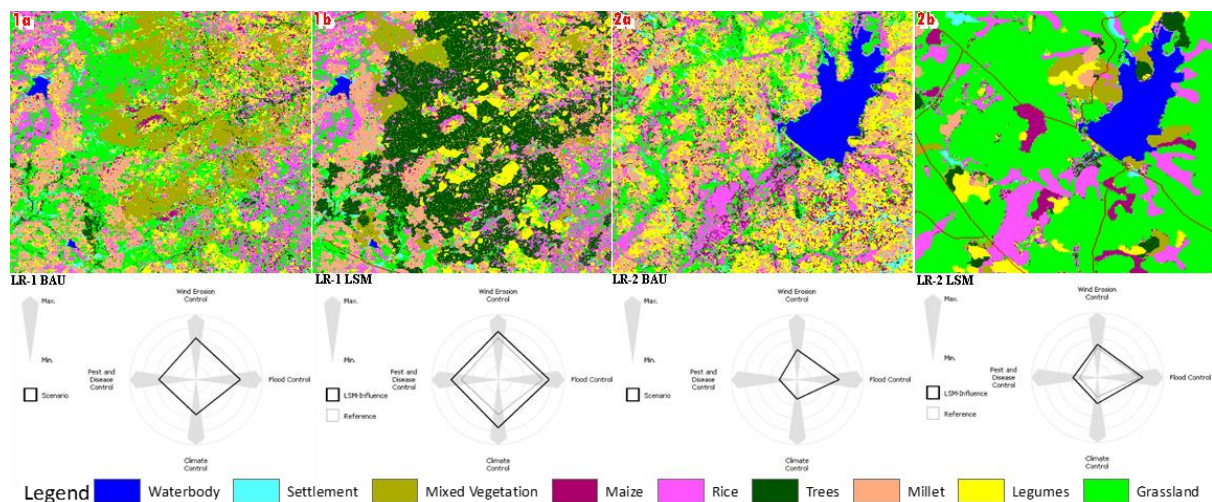 1a 1b 2a 2b
LR-1 BAU LR-1 LSM LR-2 BAU LR-2 LSM
Max.
Min.
Wind Erosion
Control
Pest and
Disease
Control
Flood Control
Climate
Control
Scenario
Max.
Min.
Wind Erosion
Control
Pest and
Disease
Control
Flood Control
Climate
Control
LSM-Influence
Reference
Max.
Min.
Wind Erosion
Control
Pest and
Disease
Control
Flood Control
Climate
Control
Scenario
Max.
Min.
Wind Erosion
Control
Pest and
Disease
Control
Flood Control
Climate
Control
LSM-Influence
Reference
Legend Waterbody Settlement Mixed Vegetation Maize Rice Trees Millet Legumes Grassland